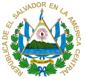 REPUBLICA DE EL SALVADOR EN LA AMERICA CENTRAL